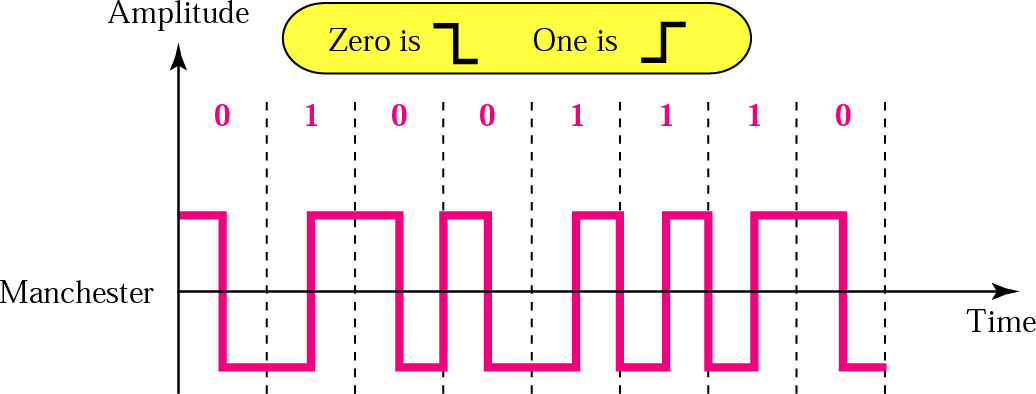 Amplitude
Zero is One is
0 1 0 0 1 1 1 0
Manchester
Time